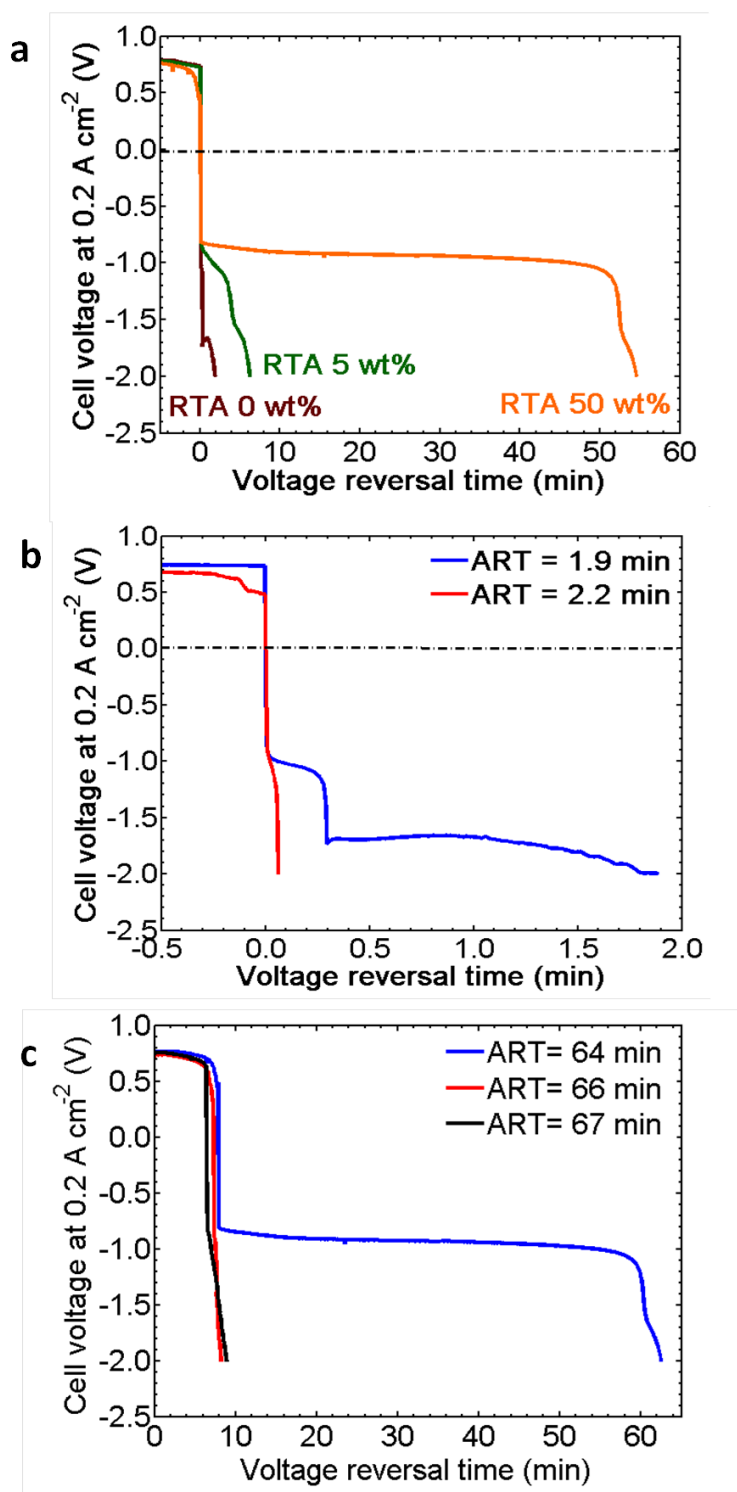 a
Cell voltage at 0.2 A cm-2 (V)
1.0
0.5
0.0
-0.5
-1.0
-1.5
-2.0
-2.5
RTA 5 wt%
RTA 0 wt%
RTA 50 wt%
0 10 20 30 40 50 60
Voltage reversal time (min)
b
Cell voltage at 0.2 A cm-2 (V)
1.0
0.5
0.0
-0.5
-1.0
-1.5
-2.0
-2.5
ART = 1.9 min
ART = 2.2 min
-0.5 0.0 0.5 1.0 1.5 2.0
Voltage reversal time (min)
c
Cell voltage at 0.2 A cm-2 (V)
1.0
0.5
0.0
-0.5
-1.0
-1.5
-2.0
-2.5
ART= 64 min
ART= 66 min
ART= 67 min
0 10 20 30 40 50 60
Voltage reversal time (min)